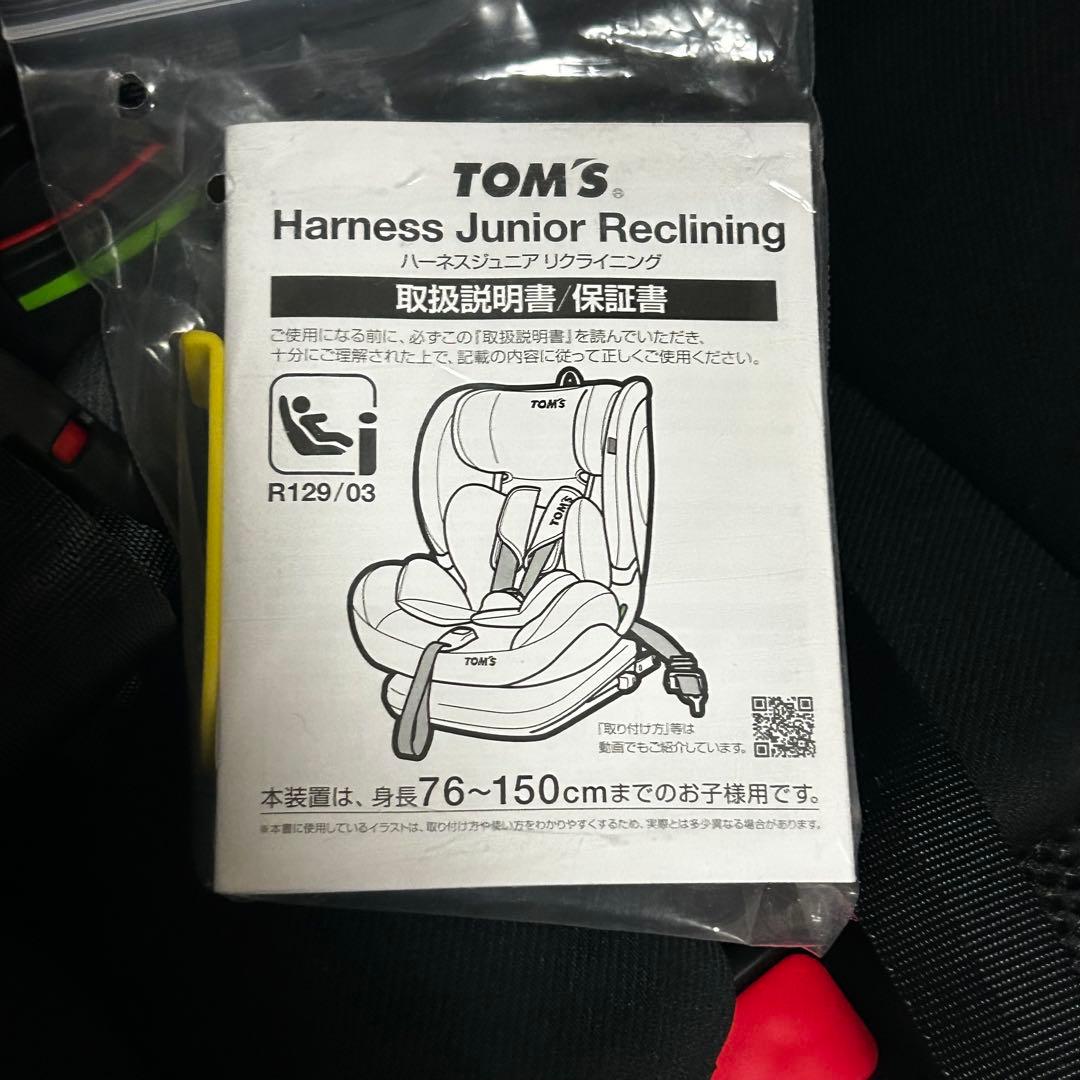 TOM'S®
Harness Junior Reclining
ハーネスジュニア リクライニング
取扱説明書/保証書
ご使用になる前に、必ずこの『取扱説明書』を読んでいただき、
十分にご理解された上で、記載の内容に従って正しくご使用ください。
i
R129/03
TOM'S
TOM'S
TOM'S
『取り付け方』等は
動画でもご紹介しています。
本装置は、身長76〜150cmまでのお子様用です。
※本書に使用しているイラストは、取り付け方や使い方をわかりやすくするため、実際とは多少異なる場合があります。